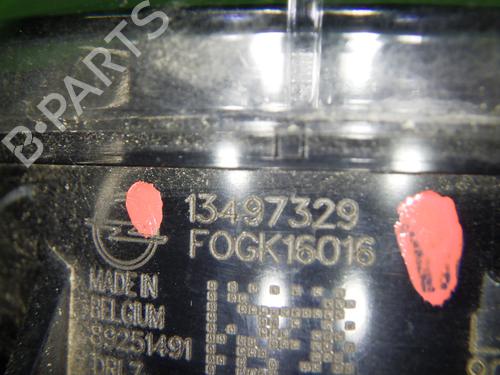 B-PARTS
13497329
FOGK16016
MADE IN
BELGIUM
89251491